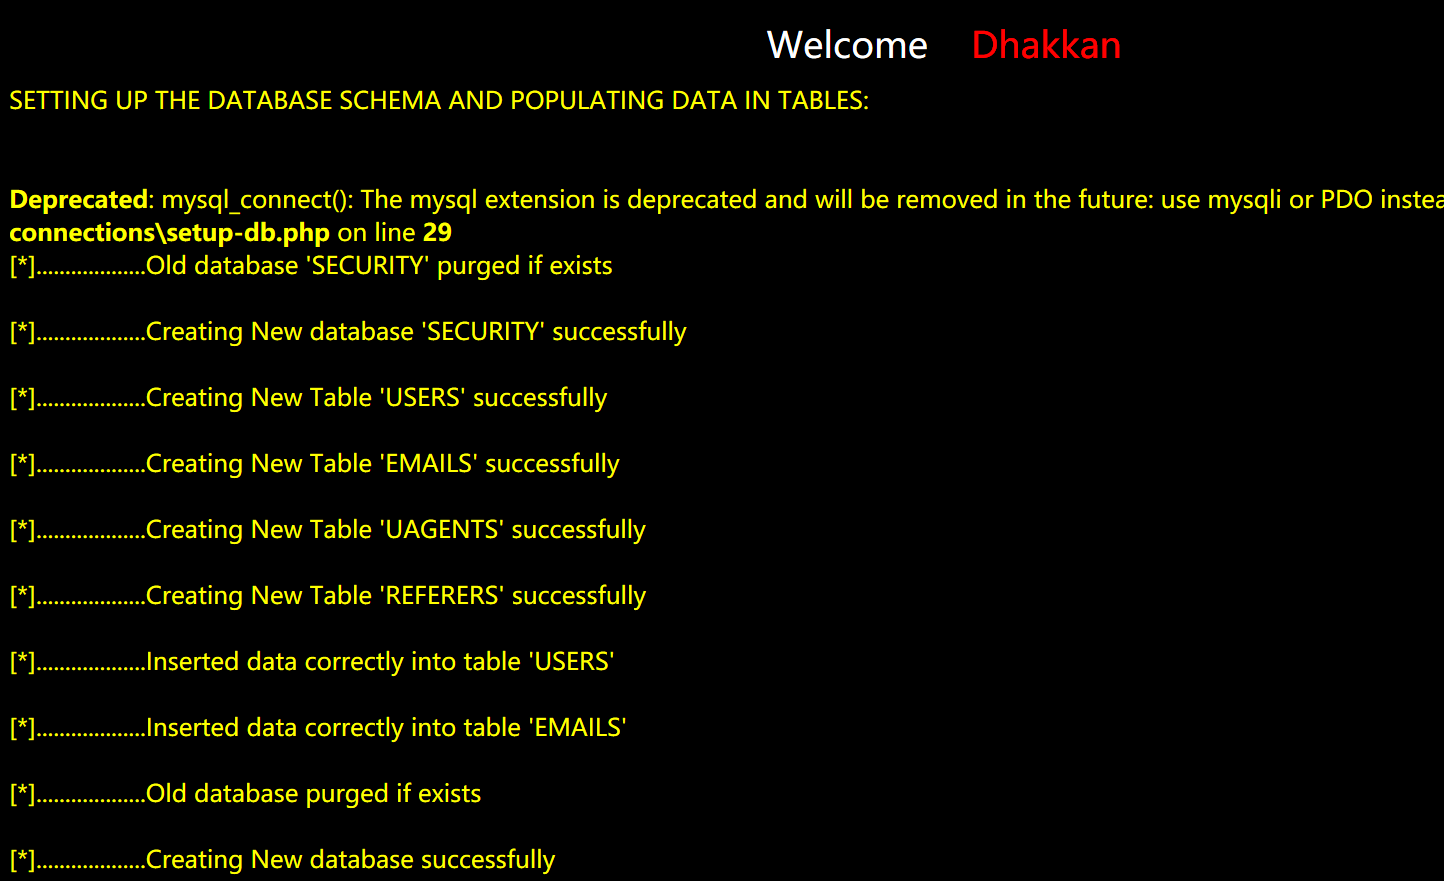 Welcome Dhakkan
SETTING UP THE DATABASE SCHEMA AND POPULATING DATA IN TABLES:
Deprecated: mysql_connect(): The mysql extension is deprecated and will be removed in the future: use mysqli or PDO
connections\setup-db.php on line 29
[*]...................Old database 'SECURITY' purged if exists
[*]...................Creating New database 'SECURITY' successfully
[*]...................Creating New Table 'USERS' successfully
[*]...................Creating New Table 'EMAILS' successfully
[*]...................Creating New Table 'UAGENTS' successfully
[*]...................Creating New Table 'REFERERS' successfully
[*]...................Inserted data correctly into table 'USERS'
[*]...................Inserted data correctly into table 'EMAILS'
[*]...................Old database purged if exists
[*]...................Creating New database successfully